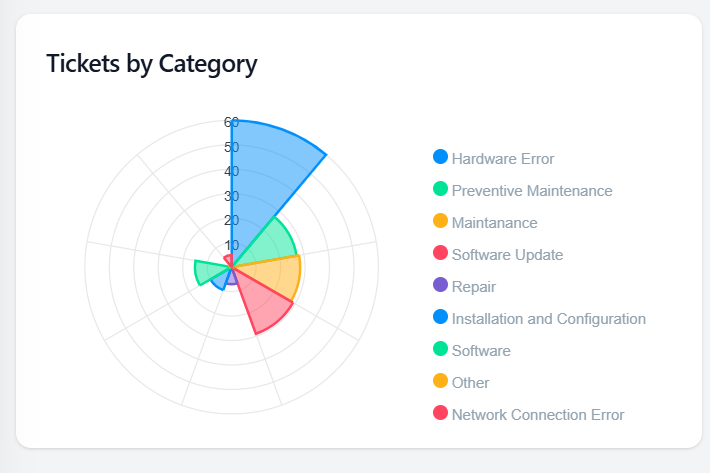 Tickets by Category
60
50
40
30
20
10
Hardware Error
Preventive Maintenance
Maintanance
Software Update
Repair
Installation and Configuration
Software
Other
Network Connection Error